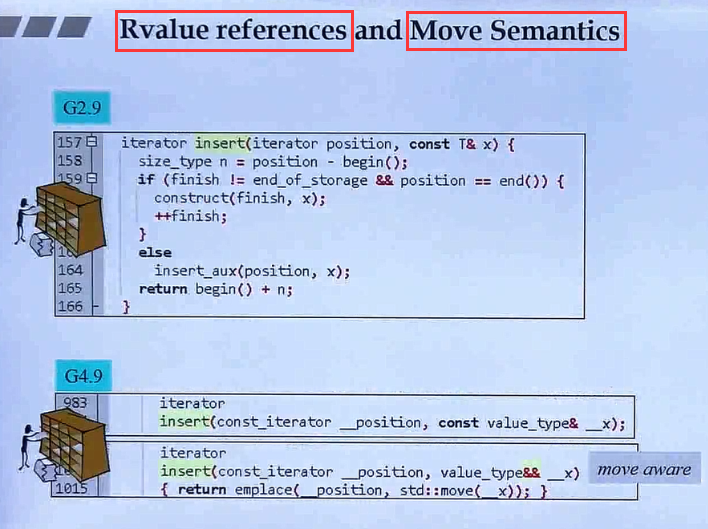 Rvalue references and Move Semantics
G2.9
157 iterator insert(iterator position, const T& x) {
158 size_type n = position - begin();
159 if (finish != end_of_storage && position == end()) {
construct(finish, x);
++finish;
}
else
164 insert_aux(position, x);
165 return begin() + n;
166 }
G4.9
983 iterator
insert(const_iterator __position, const value_type& __x);
iterator
insert(const_iterator __position, value_type&& __x)
move aware
1015 { return emplace(__position, std::move(__x)); }